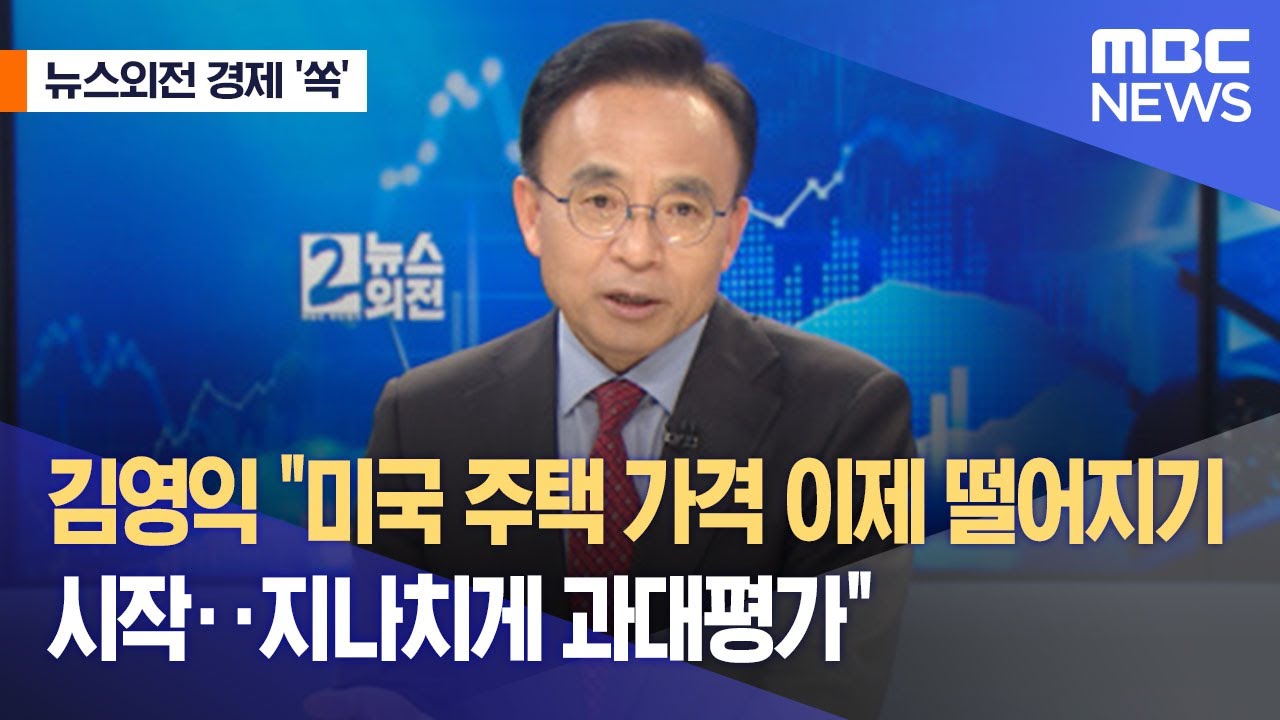 뉴스외전 경제 '쏙'
MBC
NEWS
2 뉴스
외전
김영익 "미국 주택 가격 이제 떨어지기
시작‥지나치게 과대평가"